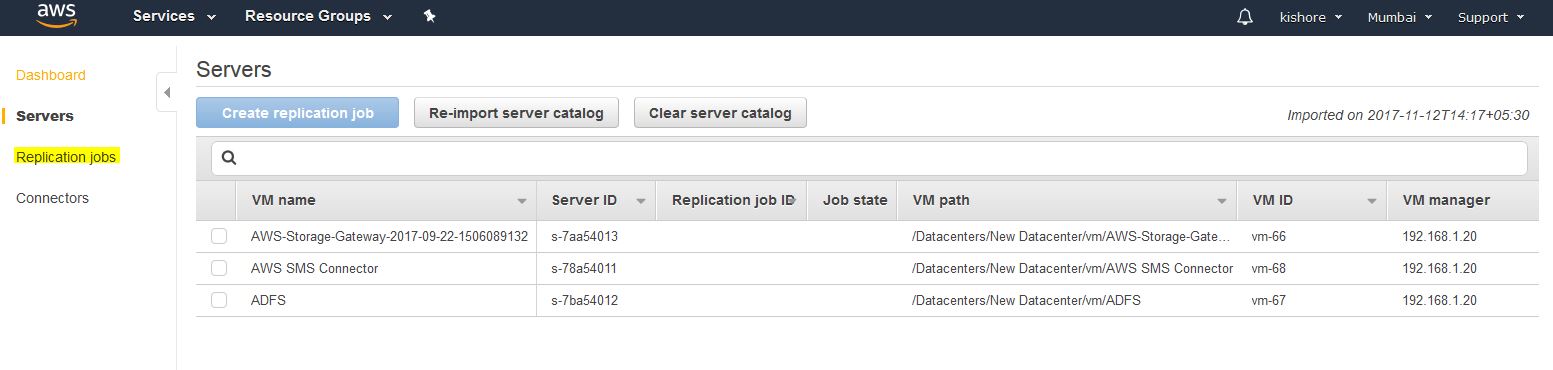 aws Services Resource Groups kishore Mumbai Support
Dashboard
Servers
Replication jobs
Connectors
Servers
Create replication job Re-import server catalog Clear server catalog Imported on 2017-11-12T14:17+05:30
VM name Server ID Replication job ID Job state VM path VM ID VM manager
AWS-Storage-Gateway-2017-09-22-1506089132 s-7aa54013 /Datacenters/New Datacenter/vm/AWS-Storage-Gate... vm-66 192.168.1.20
AWS SMS Connector s-78a54011 /Datacenters/New Datacenter/vm/AWS SMS Connector vm-68 192.168.1.20
ADFS s-7ba54012 /Datacenters/New Datacenter/vm/ADFS vm-67 192.168.1.20